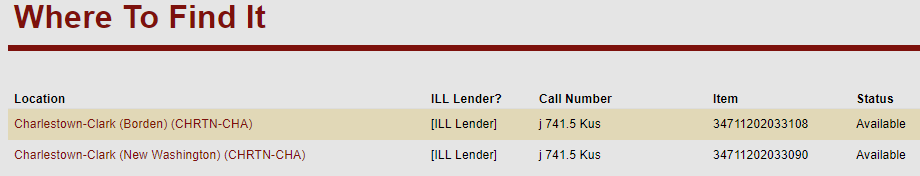 Where To Find It
Location ILL Lender? Call Number Item Status
Charlestown-Clark (Borden) (CHRTN-CHA) [ILL Lender] j 741.5 Kus 34711202033108 Available
Charlestown-Clark (New Washington) (CHRTN-CHA) [ILL Lender] j 741.5 Kus 34711202033090 Available